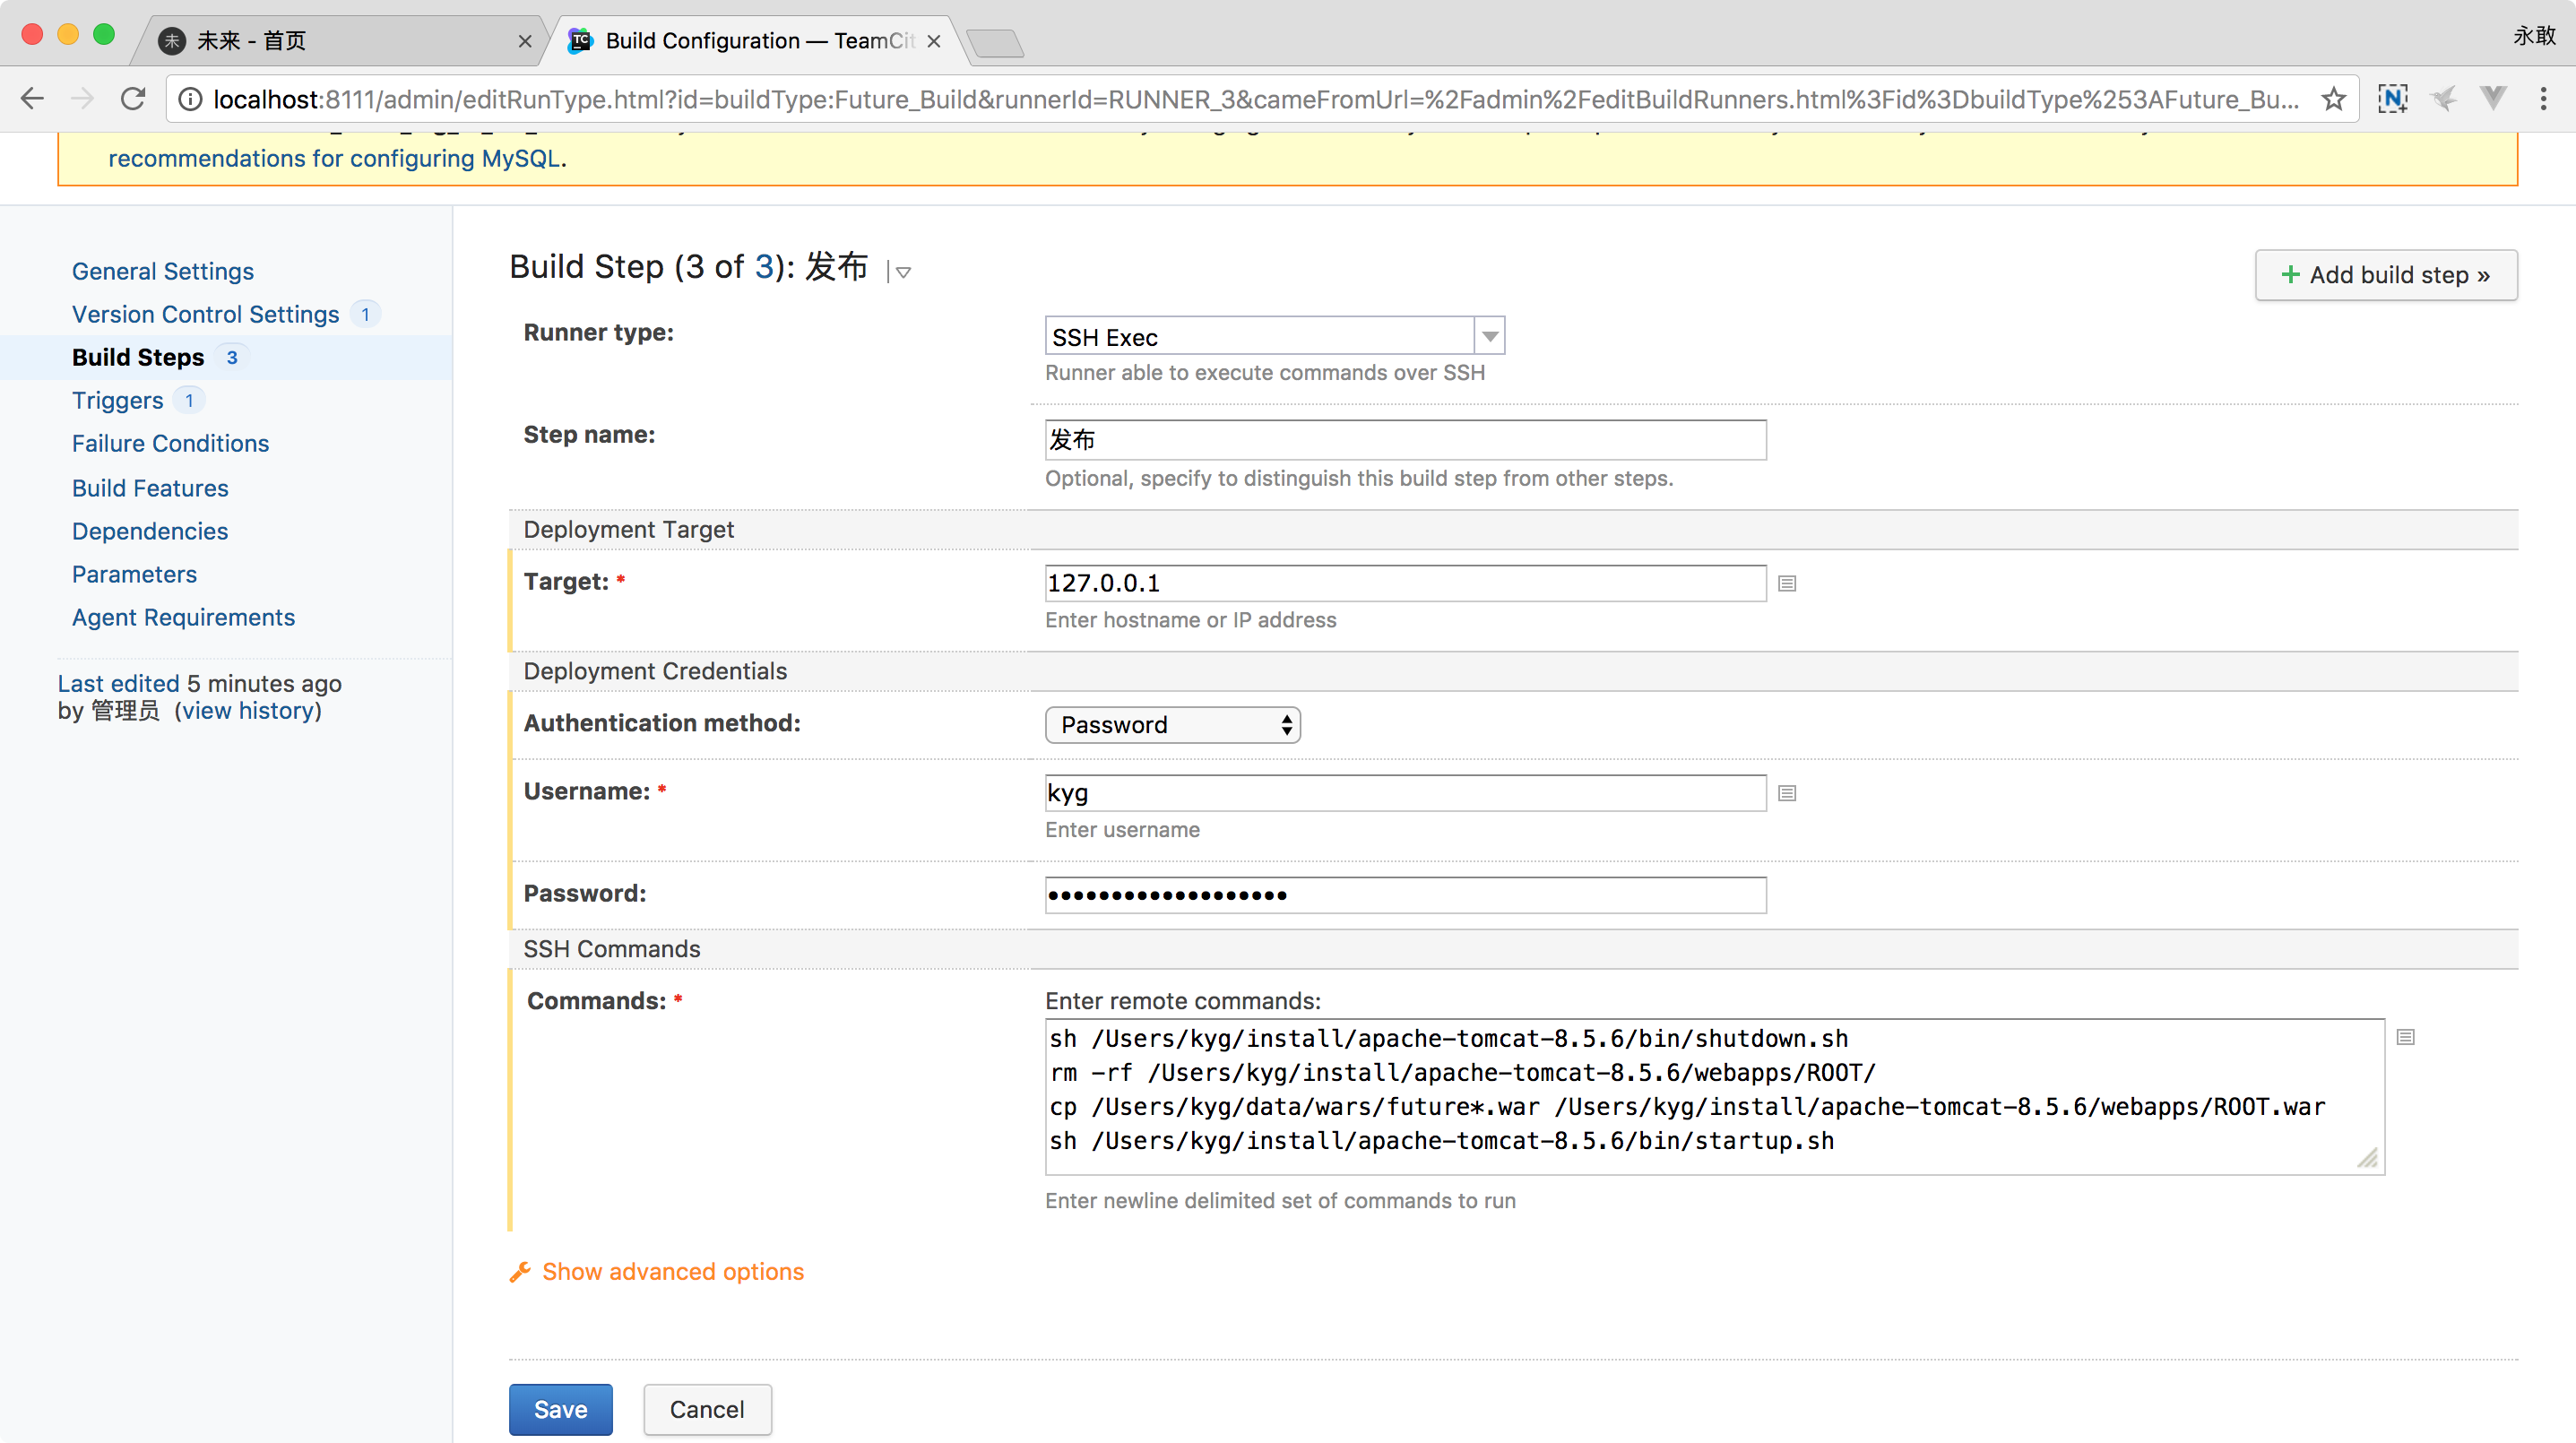 未 未来 - 首页
TC Build Configuration — TeamCit
永敢
localhost:8111/admin/editRunType.html?id=buildType:Future_Build&runnerId=RUNNER_3&cameFromUrl=%2Fadmin%2FeditBuildRunners.html%3Fid%3DbuildType%253AFuture_Bu...
recommendations for configuring MySQL.
General Settings
Version Control Settings 1
Build Steps 3
Triggers 1
Failure Conditions
Build Features
Dependencies
Parameters
Agent Requirements
Last edited 5 minutes ago
by 管理员 (view history)
Build Step (3 of 3): 发布
+ Add build step »
Runner type:
SSH Exec
Runner able to execute commands over SSH
Step name:
发布
Optional, specify to distinguish this build step from other steps.
Deployment Target
Target: *
127.0.0.1
Enter hostname or IP address
Deployment Credentials
Authentication method:
Password
Username: *
kyg
Enter username
Password:
•••••••••••••••••••
SSH Commands
Commands: *
Enter remote commands:
sh /Users/kyg/install/apache-tomcat-8.5.6/bin/shutdown.sh
rm -rf /Users/kyg/install/apache-tomcat-8.5.6/webapps/ROOT/
cp /Users/kyg/data/wars/future*.war /Users/kyg/install/apache-tomcat-8.5.6/webapps/ROOT.war
sh /Users/kyg/install/apache-tomcat-8.5.6/bin/startup.sh
Enter newline delimited set of commands to run
Show advanced options
Save
Cancel